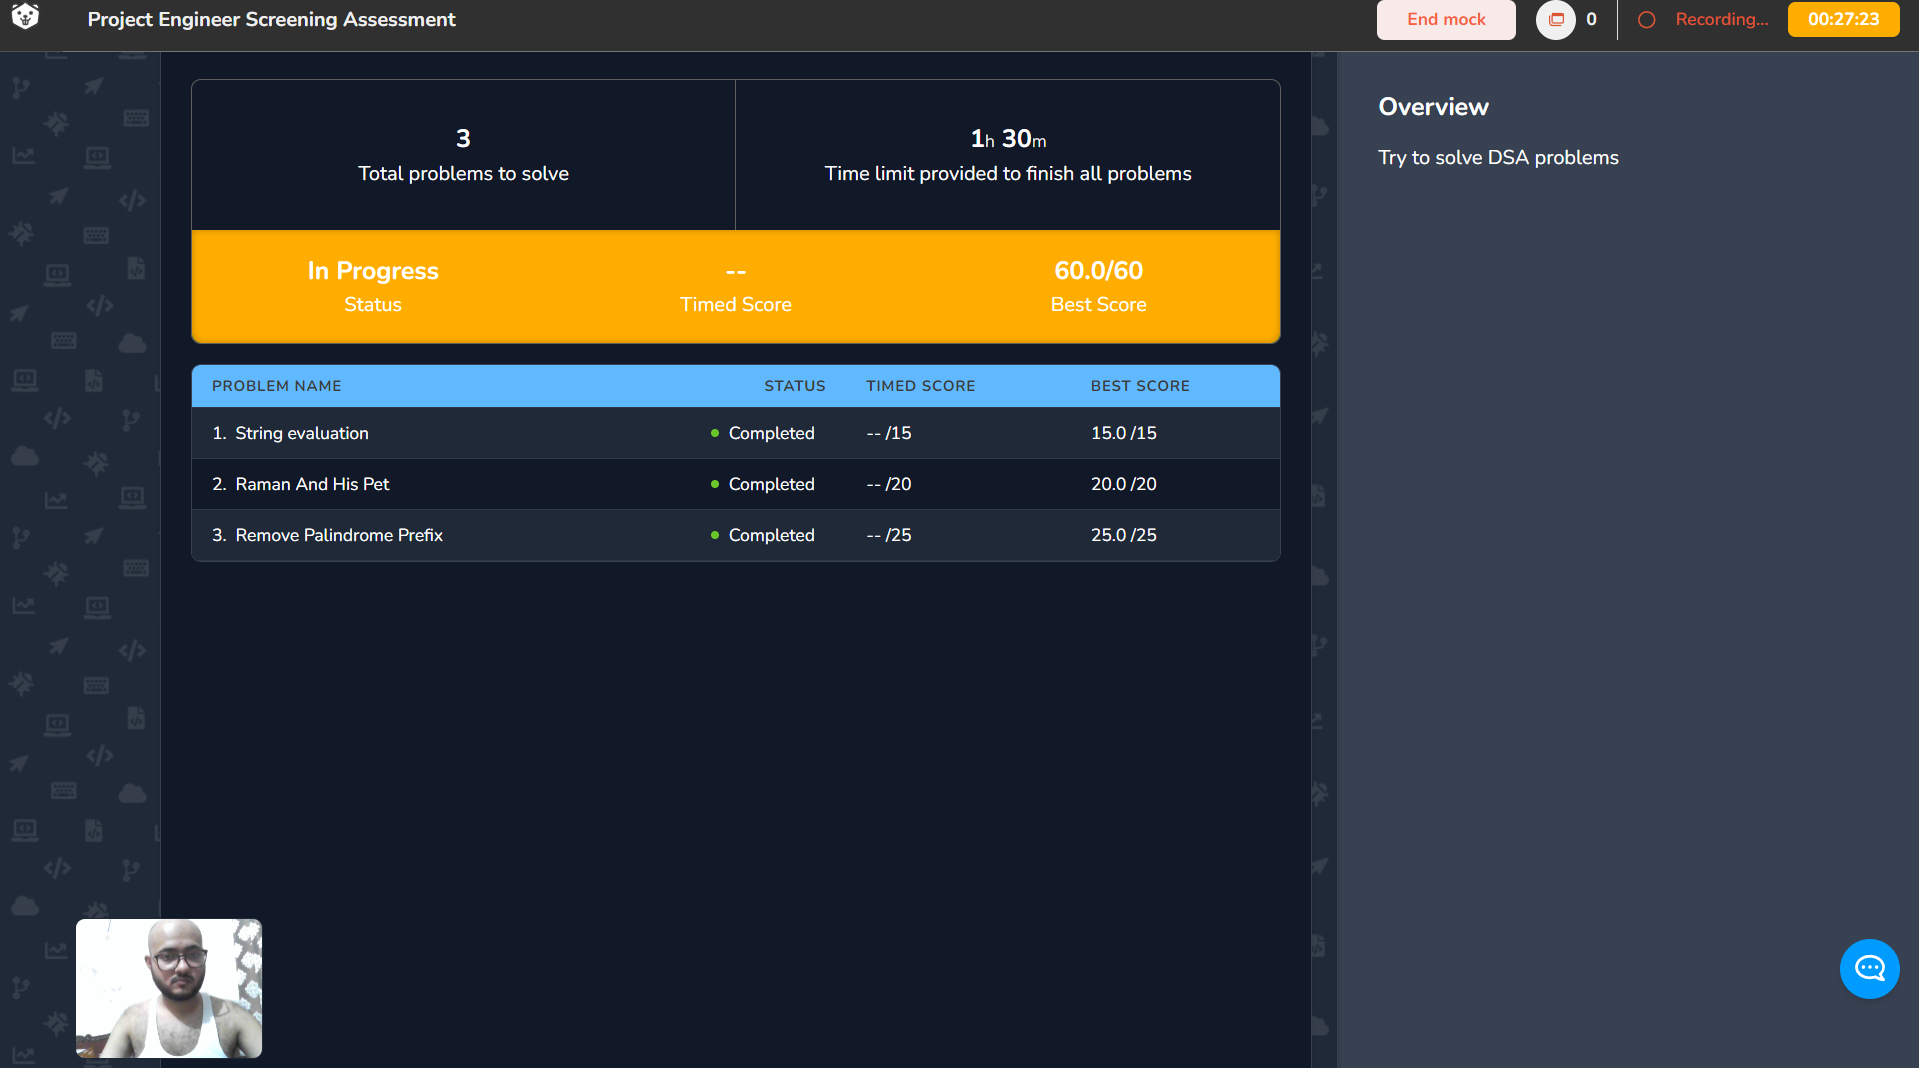 Project Engineer Screening Assessment
End mock
0
Recording...
00:27:23
3
Total problems to solve
1h 30m
Time limit provided to finish all problems
In Progress
Status
--
Timed Score
60.0/60
Best Score
PROBLEM NAME STATUS TIMED SCORE BEST SCORE
1. String evaluation Completed -- /15 15.0 /15
2. Raman And His Pet Completed -- /20 20.0 /20
3. Remove Palindrome Prefix Completed -- /25 25.0 /25
Overview
Try to solve DSA problems